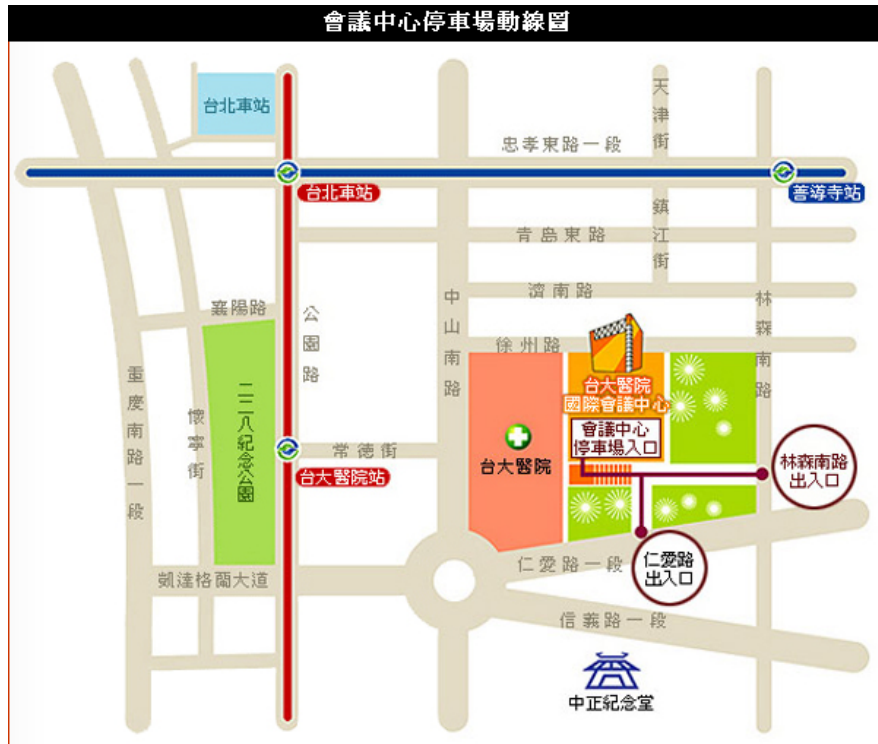 會議中心停車場動線圖
台北車站
天津街
忠孝東路一段
台北車站
善導寺站
鎮江街
青島東路
濟南路
中山南路
林森南路
襄陽路
公園路
徐州路
重慶南路一段
懷寧街
二二八紀念公園
台大醫院
國際會議中心
會議中心
停車場入口
常德街
台大醫院
台大醫院站
林森南路
出入口
仁愛路一段
仁愛路
出入口
凱達格蘭大道
信義路一段
中正紀念堂